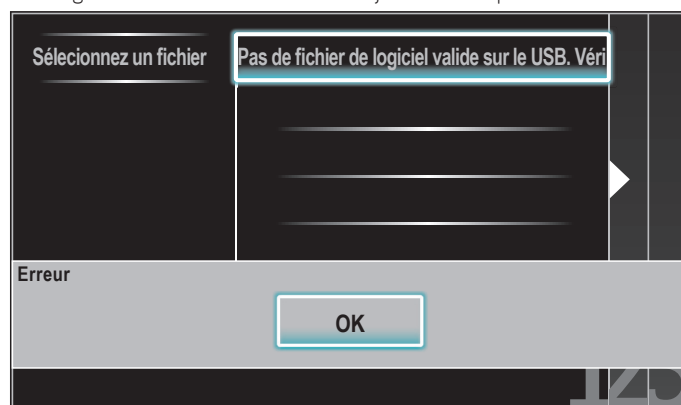 Sélecionnez un fichier
Pas de fichier de logiciel valide sur le USB. Véri
Erreur
OK